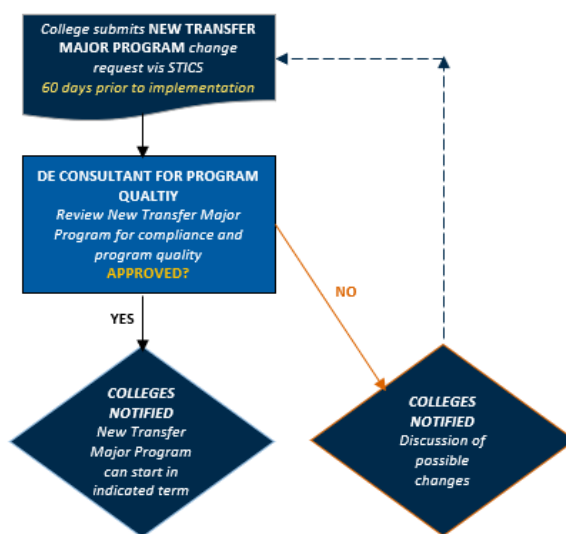 College submits NEW TRANSFER
MAJOR PROGRAM change
request vis STICS
60 days prior to implementation
DE CONSULTANT FOR PROGRAM
QUALTIY
Review New Transfer Major
Program for compliance and
program quality
APPROVED?
NO
YES
COLLEGES
NOTIFIED
New Transfer
Major Program
can start in
indicated term
COLLEGES
NOTIFIED
Discussion of
possible
changes